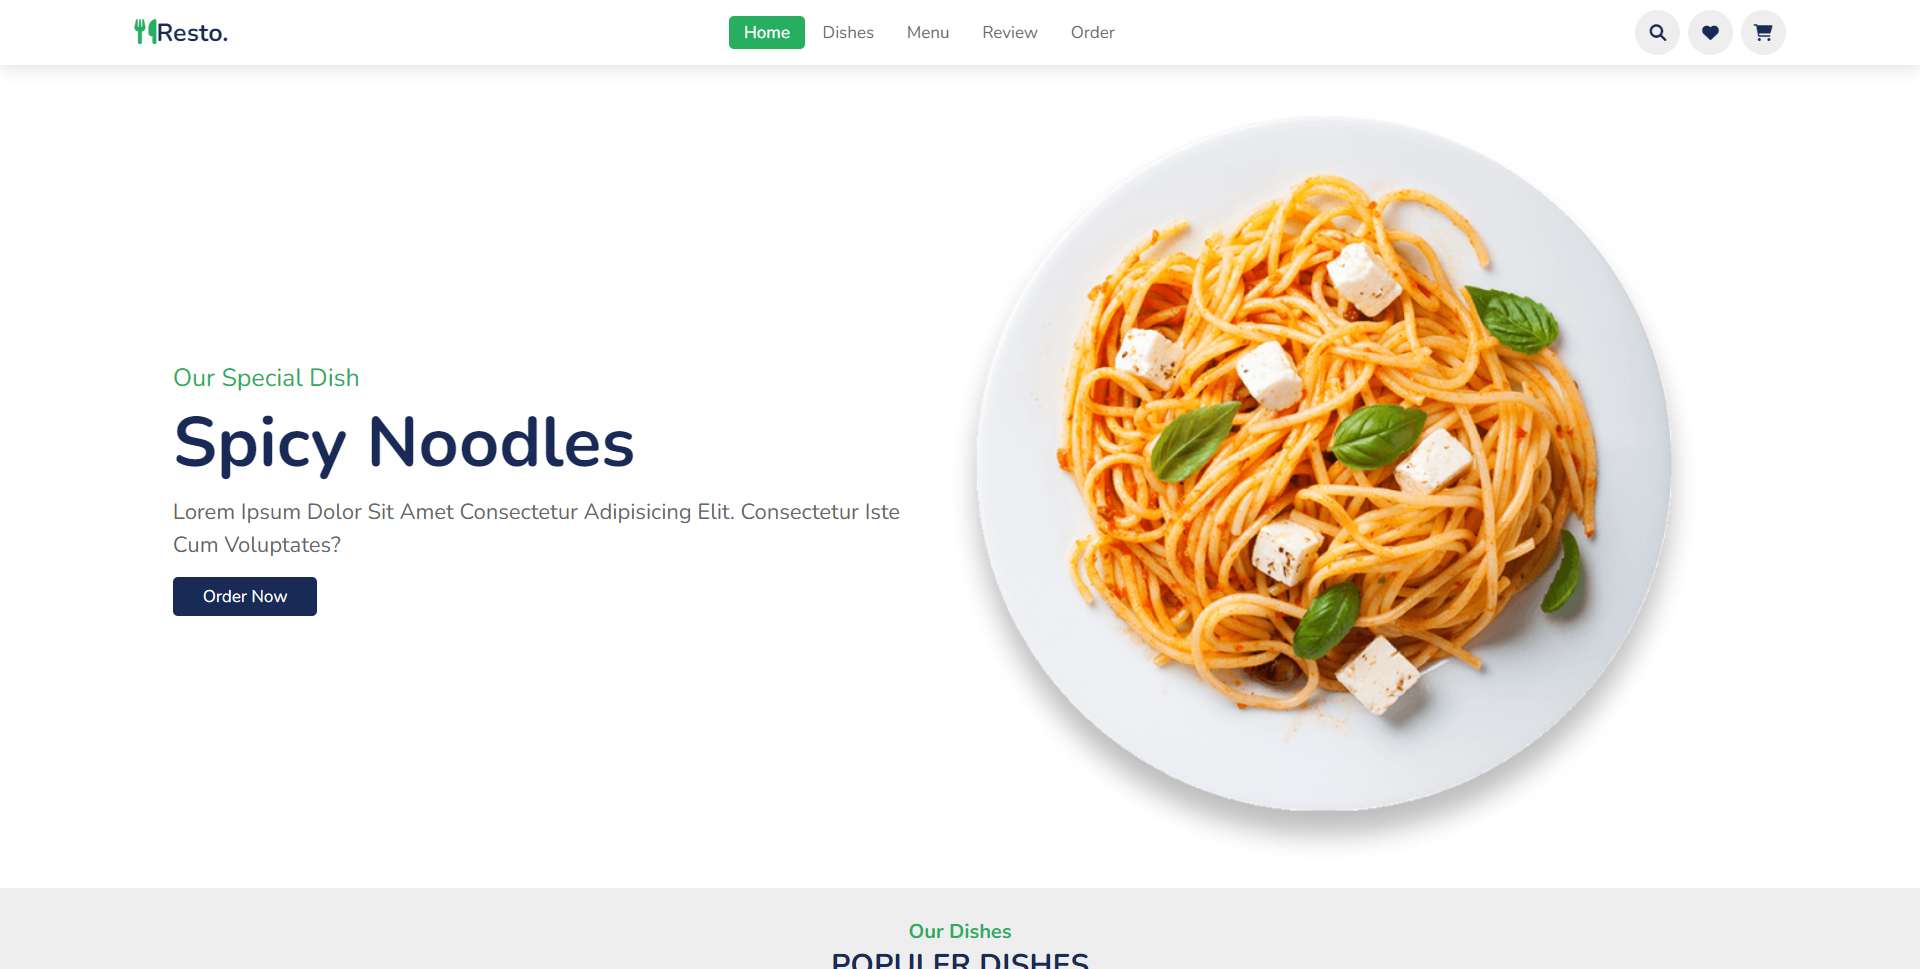 Resto.
Home
Dishes
Menu
Review
Order
Our Special Dish
Spicy Noodles
Lorem Ipsum Dolor Sit Amet Consectetur Adipisicing Elit. Consectetur Iste
Cum Voluptates?
Order Now
Our Dishes
POPULER DISHES